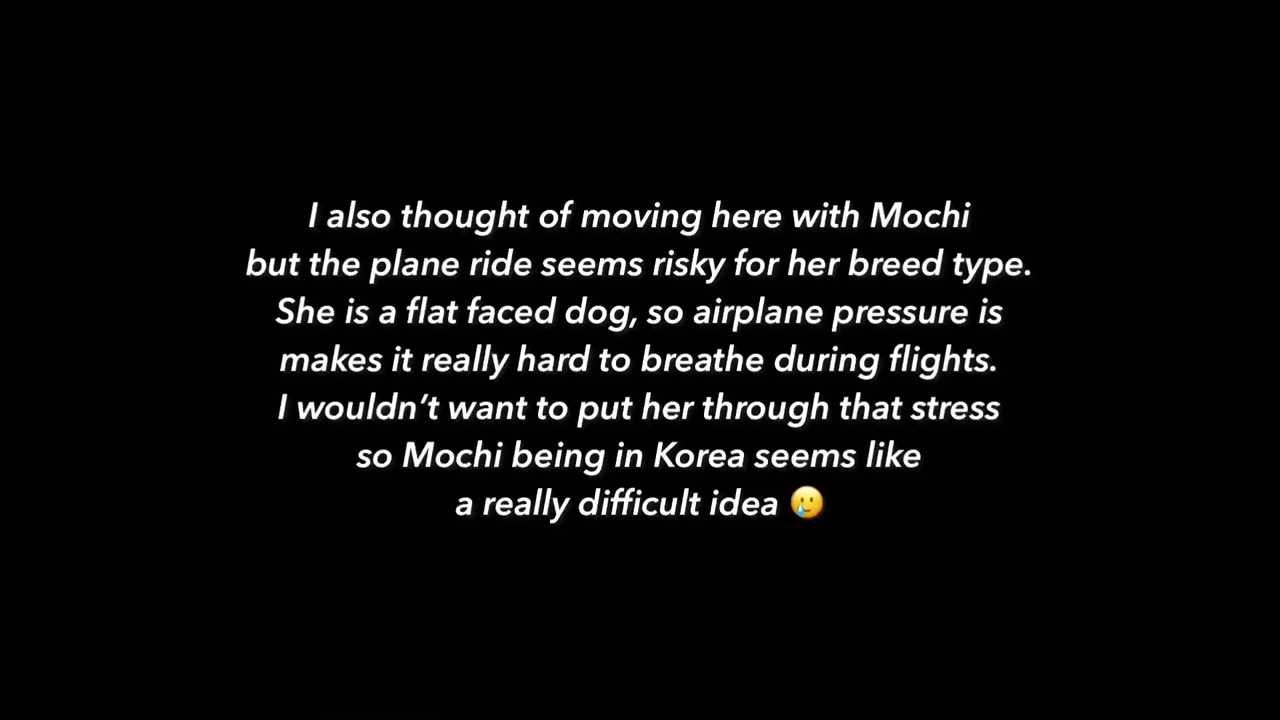 I also thought of moving here with Mochi
but the plane ride seems risky for her breed type.
She is a flat faced dog, so airplane pressure is
makes it really hard to breathe during flights.
I wouldn’t want to put her through that stress
so Mochi being in Korea seems like
a really difficult idea 🥲